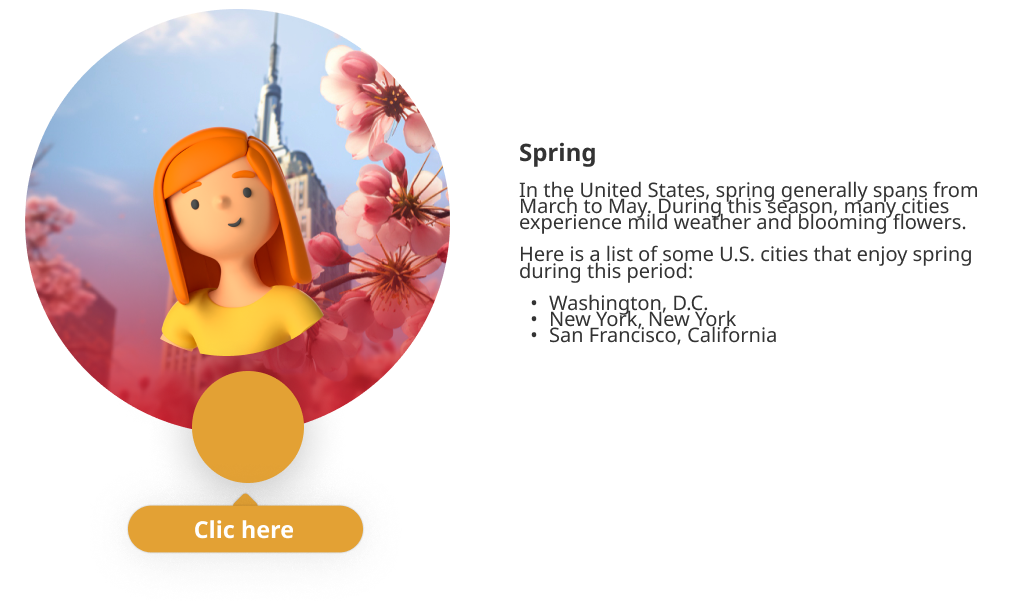 Spring
In the United States, spring generally spans from
March to May. During this season, many cities
experience mild weather and blooming flowers.
Here is a list of some U.S. cities that enjoy spring
during this period:
• Washington, D.C.
• New York, New York
• San Francisco, California
Clic here